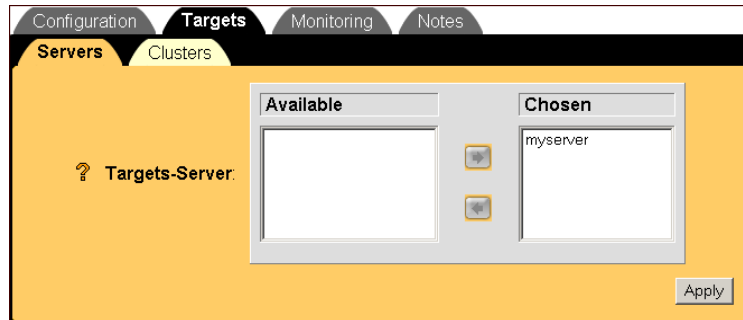 Configuration Targets Monitoring Notes
Servers Clusters
Available Chosen
myserver
? Targets-Server:
Apply